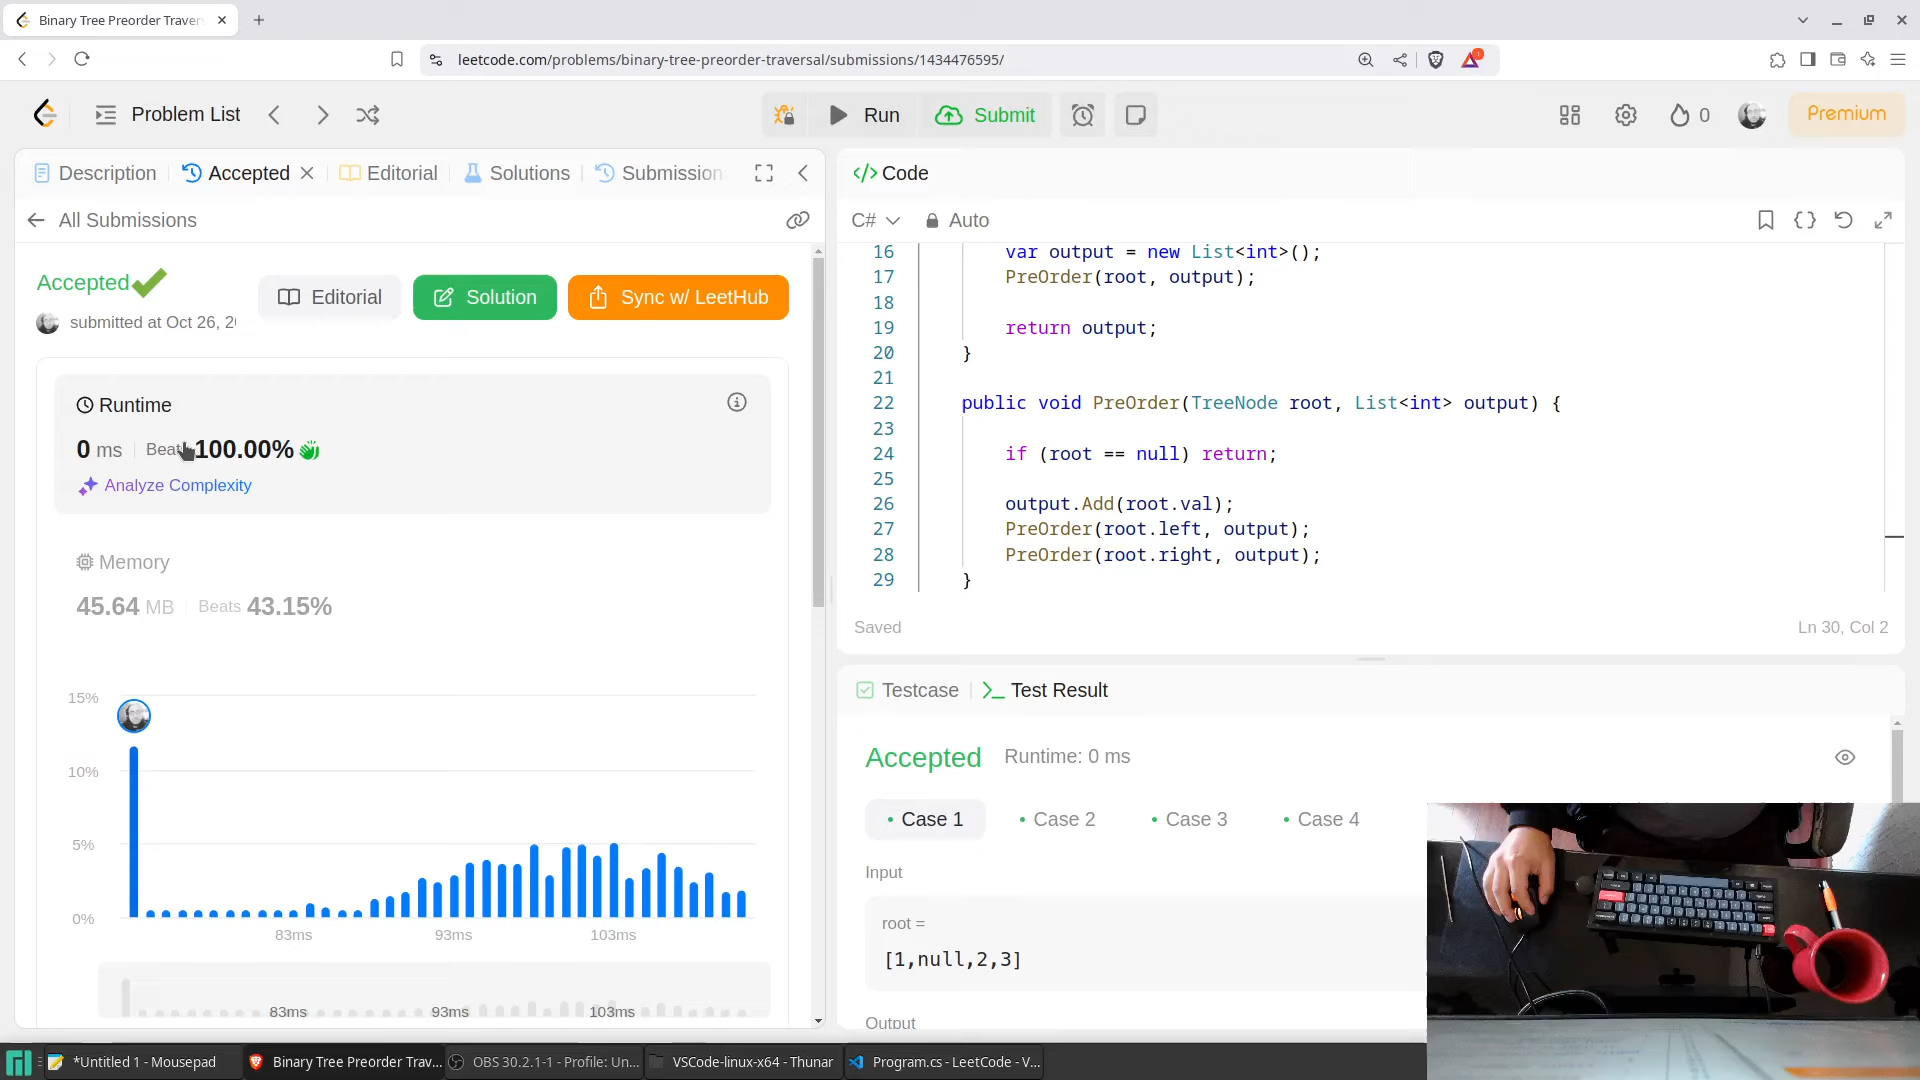 Binary Tree Preorder Traver
leetcode.com/problems/binary-tree-preorder-traversal/submissions/1434476595/
1
Problem List
Run
Submit
0
Premium
Description
Accepted
Editorial
Solutions
Submission
</> Code
All Submissions
C#
Auto
Accepted
submitted at Oct 26, 2
Editorial
Solution
Sync w/ LeetHub
Runtime
0 ms
Beats 100.00%
Analyze Complexity
Memory
45.64 MB
Beats 43.15%
15%
10%
5%
0%
83ms
93ms
103ms
83ms
93ms
103ms
16 var output = new List<int>();
17 PreOrder(root, output);
18
19 return output;
20 }
21
22 public void PreOrder(TreeNode root, List<int> output) {
23
24 if (root == null) return;
25
26 output.Add(root.val);
27 PreOrder(root.left, output);
28 PreOrder(root.right, output);
29 }
Saved
Ln 30, Col 2
Testcase
Test Result
Accepted
Runtime: 0 ms
Case 1
Case 2
Case 3
Case 4
Input
root =
[1,null,2,3]
Output
*Untitled 1 - Mousepad
Binary Tree Preorder Trav...
OBS 30.2.1-1 - Profile: Un...
VSCode-linux-x64 - Thunar
Program.cs - LeetCode - V...